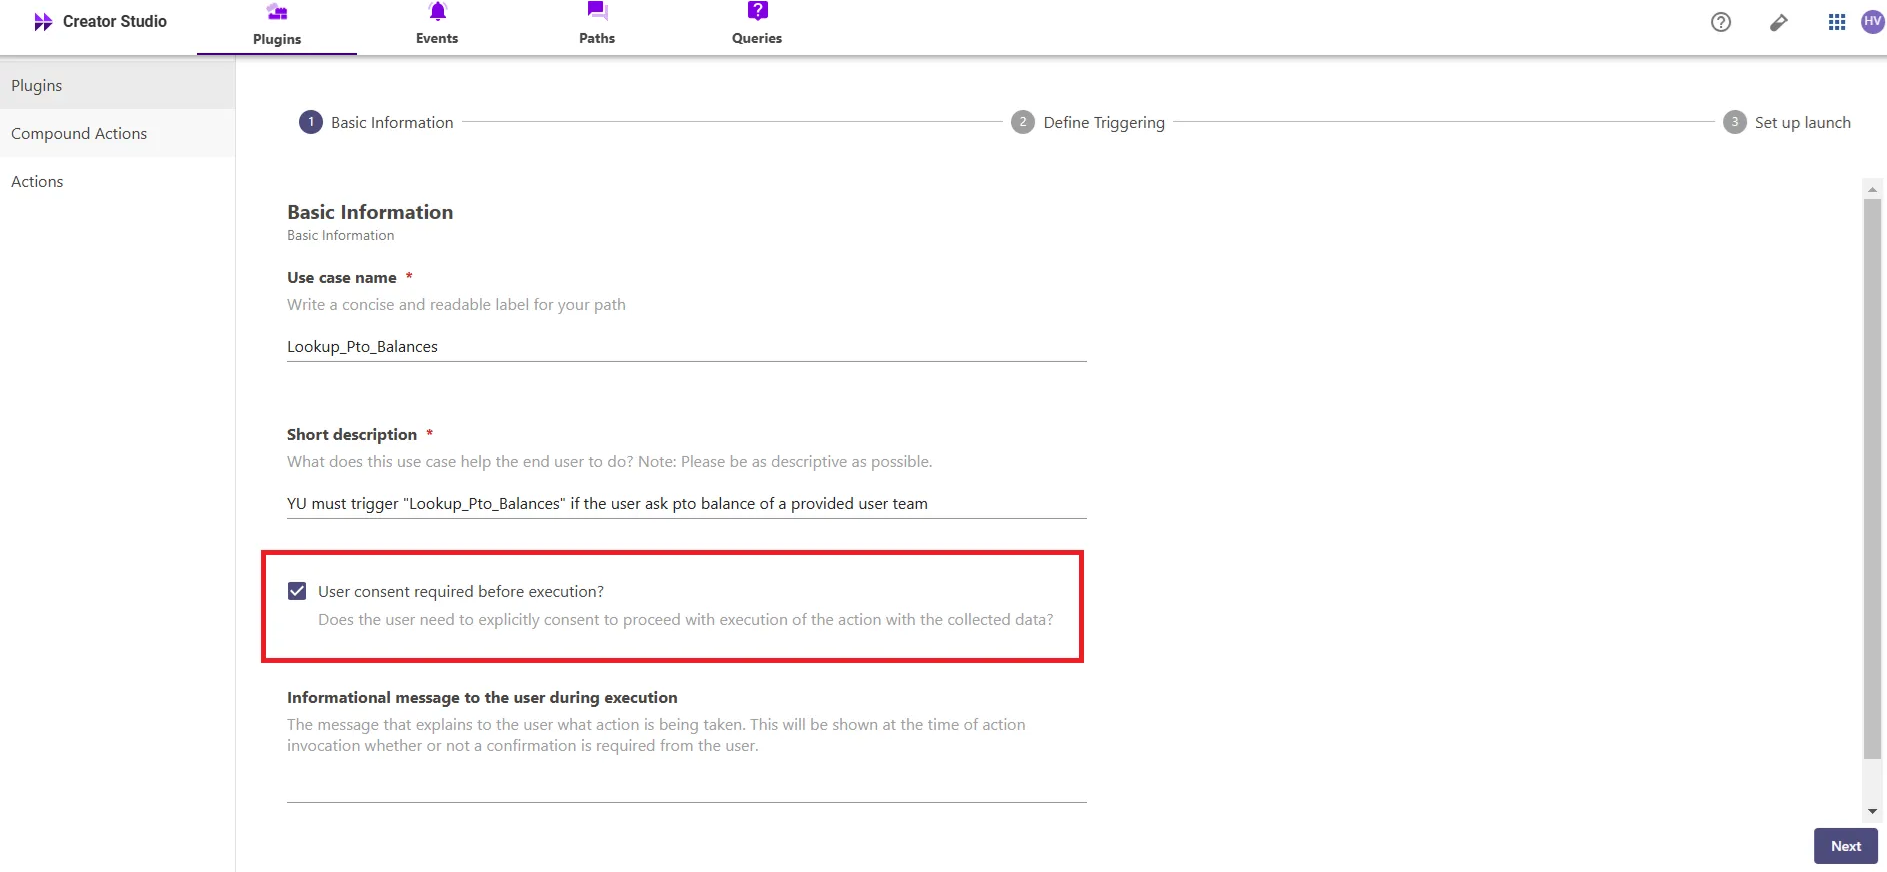 Creator Studio
Plugins
Events
Paths
Queries
HV
Plugins
Compound Actions
Actions
1 Basic Information
2 Define Triggering
3 Set up launch
Basic Information
Basic Information
Use case name *
Write a concise and readable label for your path
Lookup_Pto_Balances
Short description *
What does this use case help the end user to do? Note: Please be as descriptive as possible.
YU must trigger "Lookup_Pto_Balances" if the user ask pto balance of a provided user team
User consent required before execution?
Does the user need to explicitly consent to proceed with execution of the action with the collected data?
Informational message to the user during execution
The message that explains to the user what action is being taken. This will be shown at the time of action
invocation whether or not a confirmation is required from the user.
Next